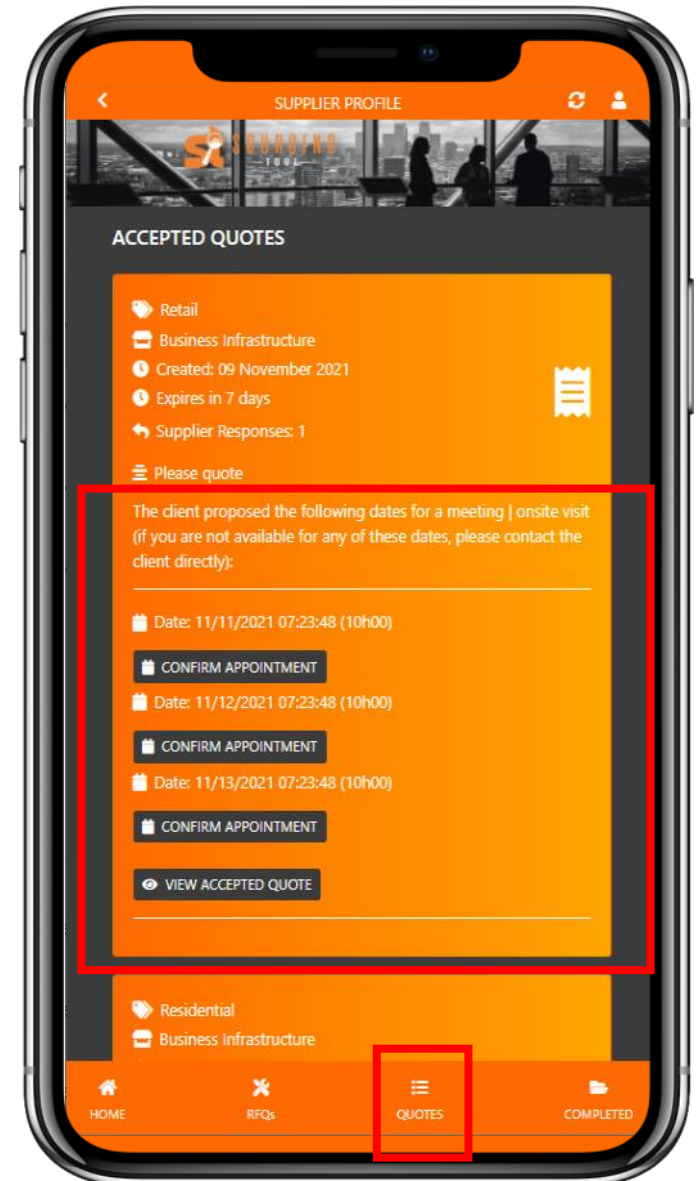 SUPPLIER PROFILE
SOURCING
TOOL
ACCEPTED QUOTES
Retail
Business Infrastructure
Created: 09 November 2021
Expires in 7 days
Supplier Responses: 1
Please quote
The client proposed the following dates for a meeting | onsite visit
(if you are not available for any of these dates, please contact the
client directly):
Date: 11/11/2021 07:23:48 (10h00)
CONFIRM APPOINTMENT
Date: 11/12/2021 07:23:48 (10h00)
CONFIRM APPOINTMENT
Date: 11/13/2021 07:23:48 (10h00)
CONFIRM APPOINTMENT
VIEW ACCEPTED QUOTE
Residential
Business Infrastructure
HOME RFQs QUOTES COMPLETED